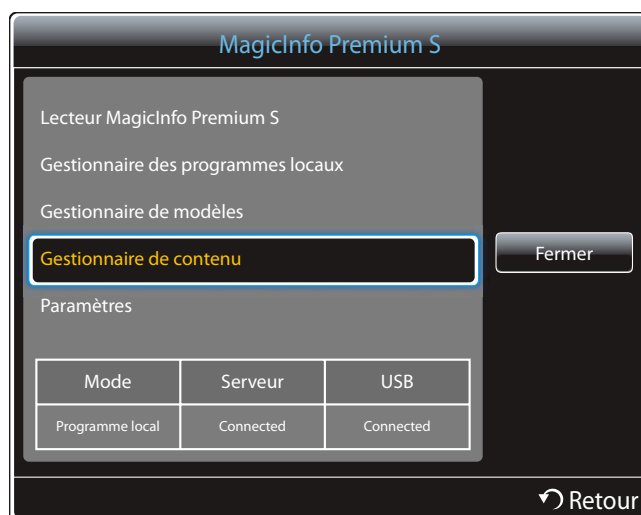 MagicInfo Premium S
Lecteur MagicInfo Premium S
Gestionnaire des programmes locaux
Gestionnaire de modèles
Gestionnaire de contenu
Fermer
Paramètres
Mode Serveur USB
Programme local Connected Connected
Retour